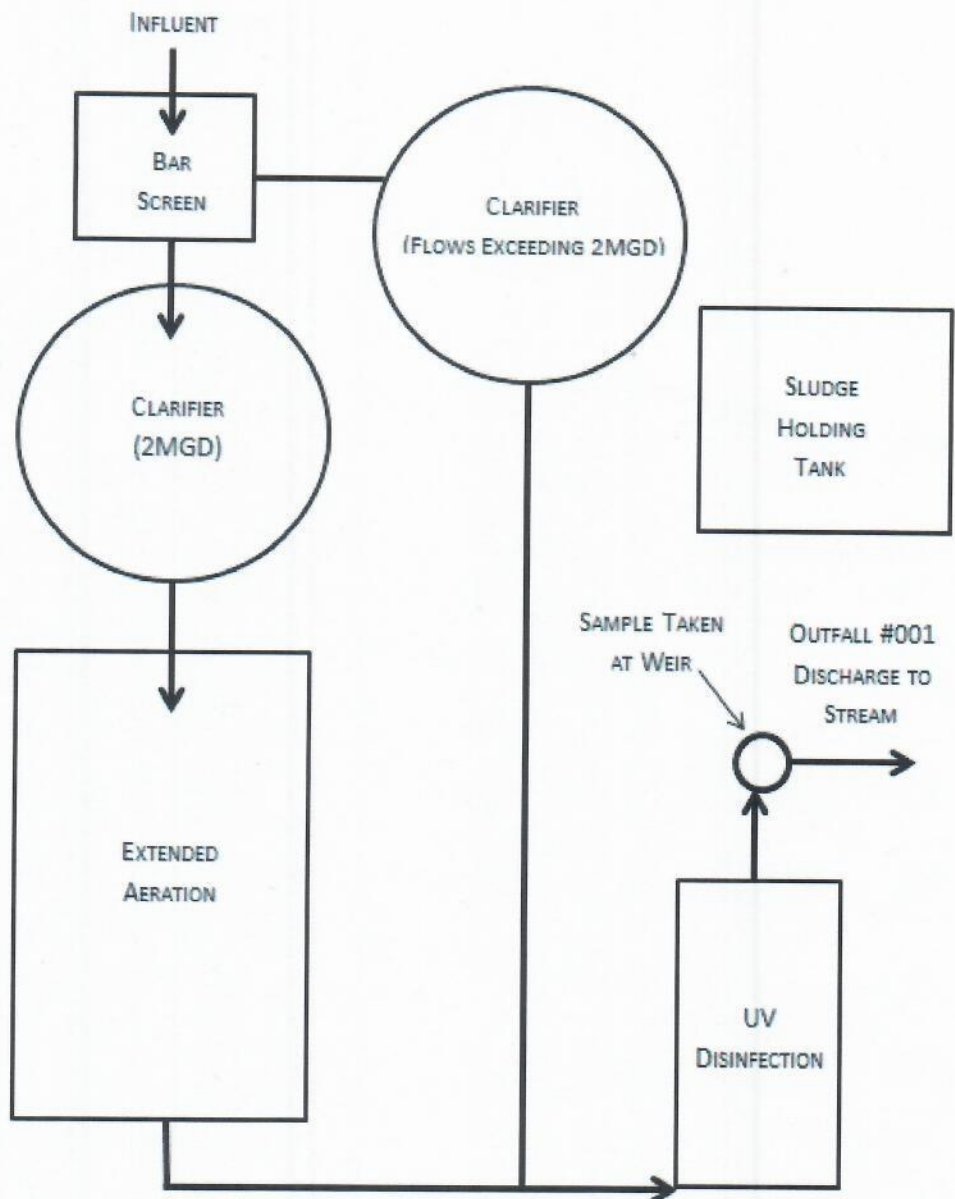 INFLUENT
BAR
SCREEN
CLARIFIER
(FLOWS EXCEEDING 2MGD)
CLARIFIER
(2MGD)
SLUDGE
HOLDING
TANK
SAMPLE TAKEN
AT WEIR
OUTFALL #001
DISCHARGE TO
STREAM
EXTENDED
AERATION
UV
DISINFECTION